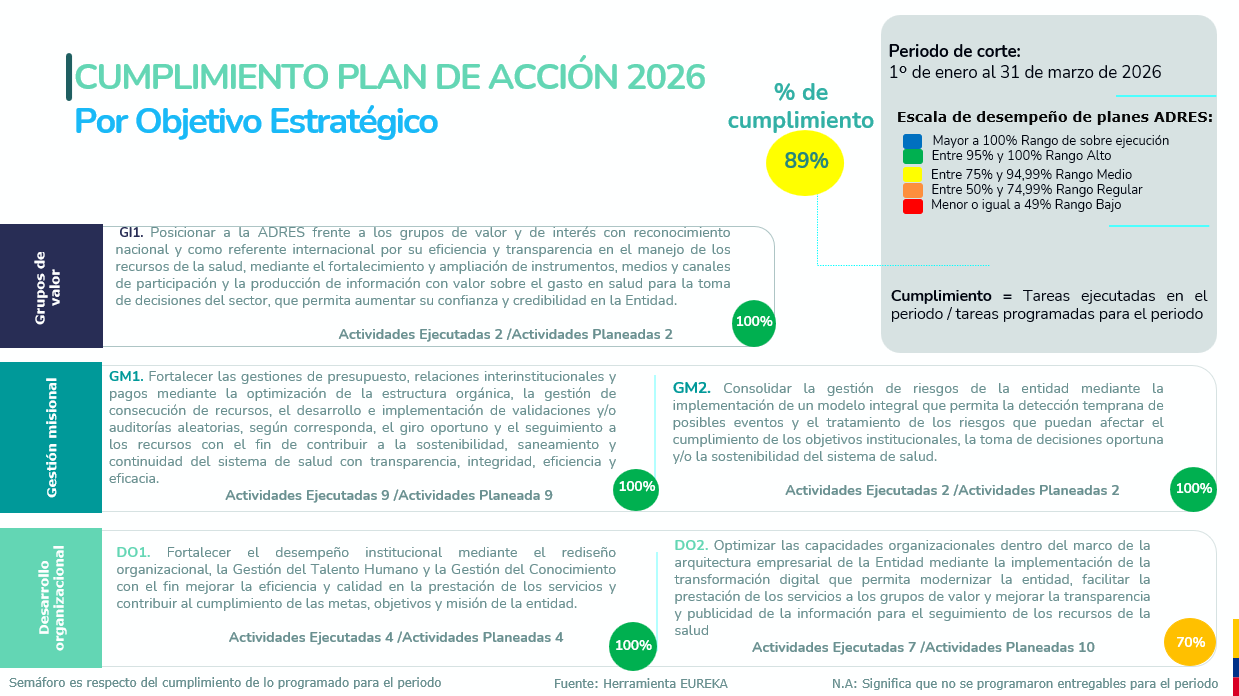 CUMPLIMIENTO PLAN DE ACCIÓN 2026
Por Objetivo Estratégico
% de
cumplimiento
89%
Periodo de corte:
1º de enero al 31 de marzo de 2026
Escala de desempeño de planes ADRES:
Mayor a 100% Rango de sobre ejecución
Entre 95% y 100% Rango Alto
Entre 75% y 94,99% Rango Medio
Entre 50% y 74,99% Rango Regular
Menor o igual a 49% Rango Bajo
Cumplimiento = Tareas ejecutadas en el
periodo / tareas programadas para el periodo
Grupos de
valor
GI1. Posicionar a la ADRES frente a los grupos de valor y de interés con reconocimiento
nacional y como referente internacional por su eficiencia y transparencia en el manejo de los
recursos de la salud, mediante el fortalecimiento y ampliación de instrumentos, medios y canales
de participación y la producción de información con valor sobre el gasto en salud para la toma
de decisiones del sector, que permita aumentar su confianza y credibilidad en la Entidad.
Actividades Ejecutadas 2 /Actividades Planeadas 2
100%
Gestión misional
GM1. Fortalecer las gestiones de presupuesto, relaciones interinstitucionales y
pagos mediante la optimización de la estructura orgánica, la gestión de
consecución de recursos, el desarrollo e implementación de validaciones y/o
auditorías aleatorias, según corresponda, el giro oportuno y el seguimiento a
los recursos con el fin de contribuir a la sostenibilidad, saneamiento y
continuidad del sistema de salud con transparencia, integridad, eficiencia y
eficacia.
Actividades Ejecutadas 9 /Actividades Planeada 9
100%
GM2. Consolidar la gestión de riesgos de la entidad mediante la
implementación de un modelo integral que permita la detección temprana de
posibles eventos y el tratamiento de los riesgos que puedan afectar el
cumplimiento de los objetivos institucionales, la toma de decisiones oportuna
y/o la sostenibilidad del sistema de salud.
Actividades Ejecutadas 2 /Actividades Planeadas 2
100%
Desarrollo
organizacional
DO1. Fortalecer el desempeño institucional mediante el rediseño
organizacional, la Gestión del Talento Humano y la Gestión del Conocimiento
con el fin mejorar la eficiencia y calidad en la prestación de los servicios y
contribuir al cumplimiento de las metas, objetivos y misión de la entidad.
Actividades Ejecutadas 4 /Actividades Planeadas 4
100%
DO2. Optimizar las capacidades organizacionales dentro del marco de la
arquitectura empresarial de la Entidad mediante la implementación de la
transformación digital que permita modernizar la entidad, facilitar la
prestación de los servicios a los grupos de valor y mejorar la transparencia
y publicidad de la información para el seguimiento de los recursos de la
salud
Actividades Ejecutadas 7 /Actividades Planeadas 10
70%
Semáforo es respecto del cumplimiento de lo programado para el periodo
Fuente: Herramienta EUREKA
N.A: Significa que no se programaron entregables para el periodo